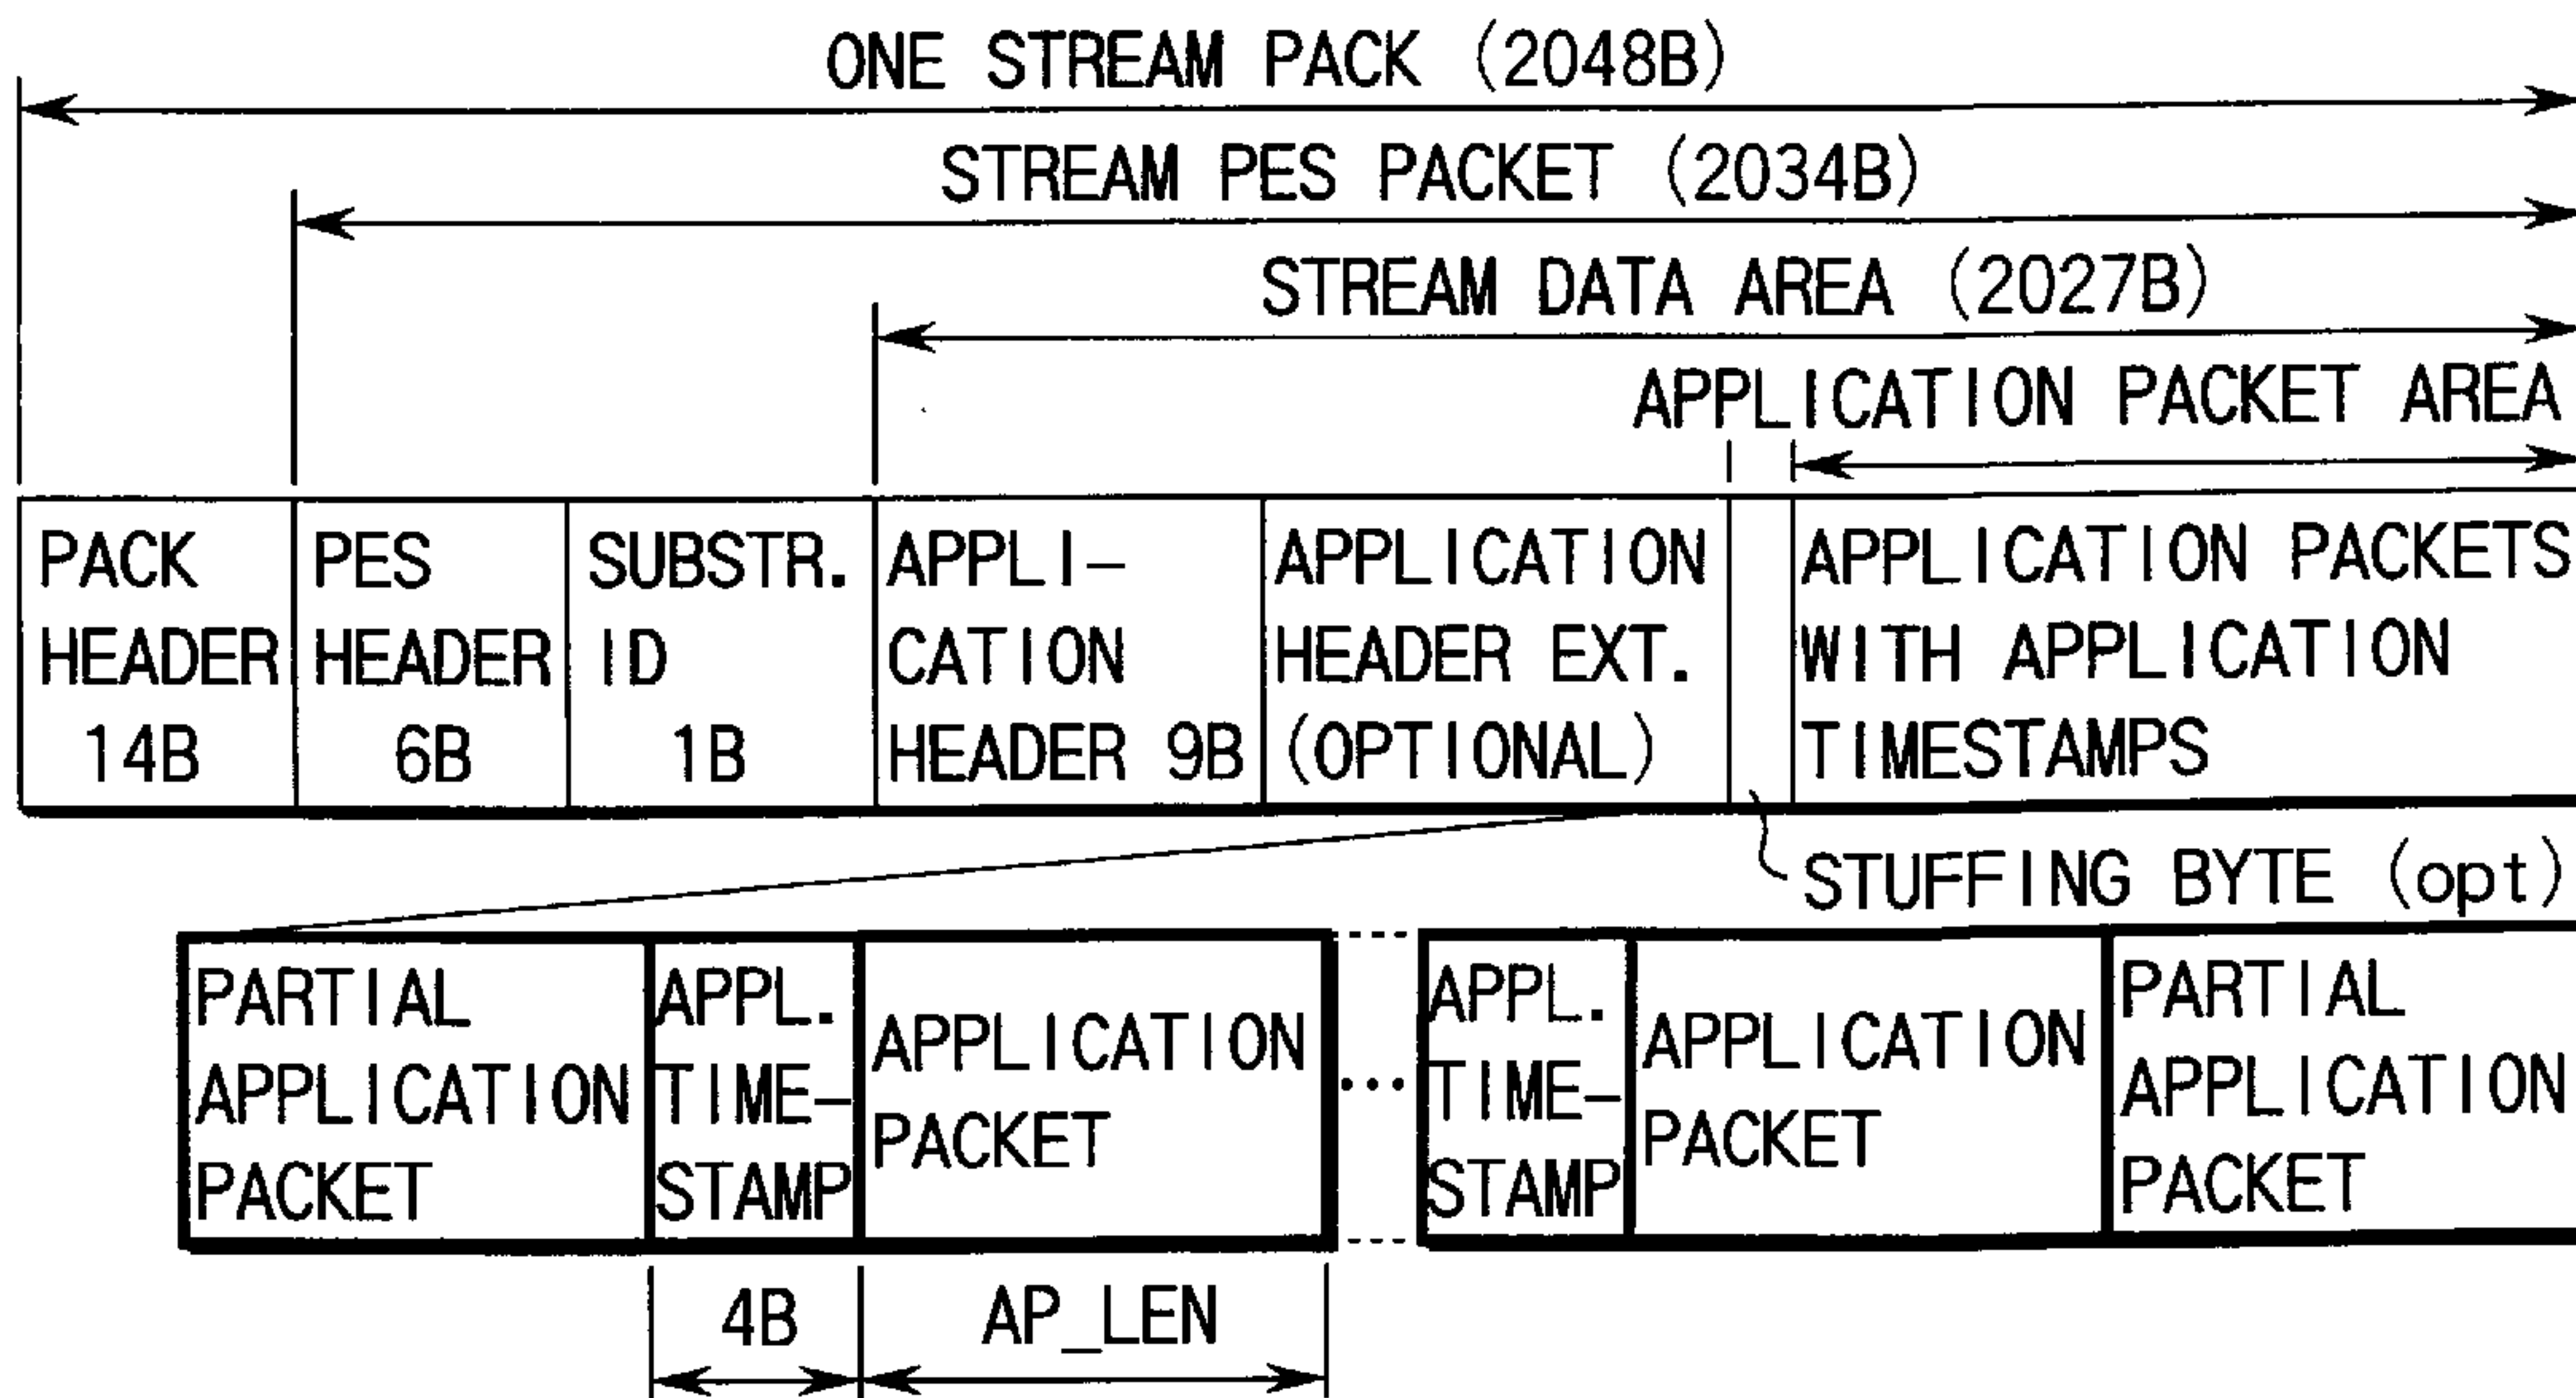 ONE STREAM PACK (2048B)
STREAM PES PACKET (2034B)
STREAM DATA AREA (2027B)
APPLICATION PACKET AREA
PACK
HEADER
14B
PES
HEADER
6B
SUBSTR.
ID
1B
APPLI-
CATION
HEADER 9B
APPLICATION
HEADER EXT.
(OPTIONAL)
APPLICATION PACKETS
WITH APPLICATION
TIMESTAMPS
STUFFING BYTE (opt)
PARTIAL
APPLICATION
PACKET
APPL.
TIME-
STAMP
APPLICATION
PACKET
...
APPL.
TIME-
STAMP
APPLICATION
PACKET
PARTIAL
APPLICATION
PACKET
4B
AP_LEN